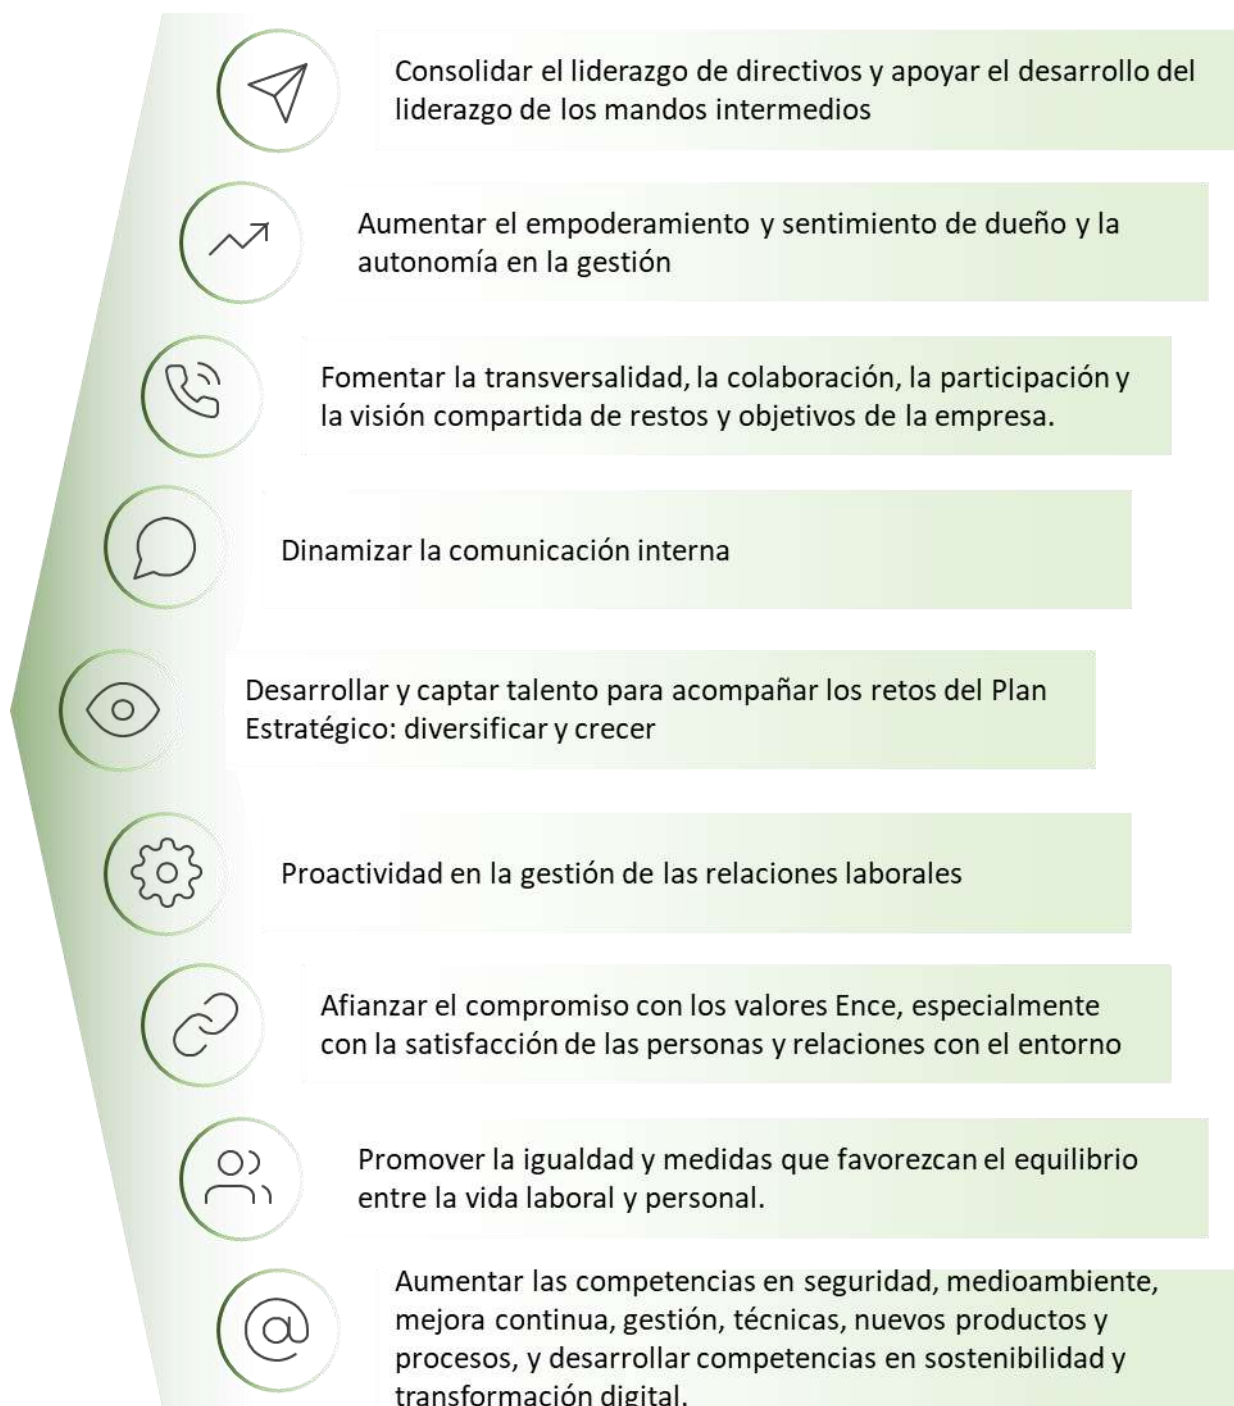 Consolidar el liderazgo de directivos y apoyar el desarrollo del
liderazgo de los mandos intermedios
Aumentar el empoderamiento y sentimiento de dueño y la
autonomía en la gestión
Fomentar la transversalidad, la colaboración, la participación y
la visión compartida de restos y objetivos de la empresa.
Dinamizar la comunicación interna
Desarrollar y captar talento para acompañar los retos del Plan
Estratégico: diversificar y crecer
Proactividad en la gestión de las relaciones laborales
Afianzar el compromiso con los valores Ence, especialmente
con la satisfacción de las personas y relaciones con el entorno
Promover la igualdad y medidas que favorezcan el equilibrio
entre la vida laboral y personal.
Aumentar las competencias en seguridad, medioambiente,
mejora continua, gestión, técnicas, nuevos productos y
procesos, y desarrollar competencias en sostenibilidad y
transformación digital.